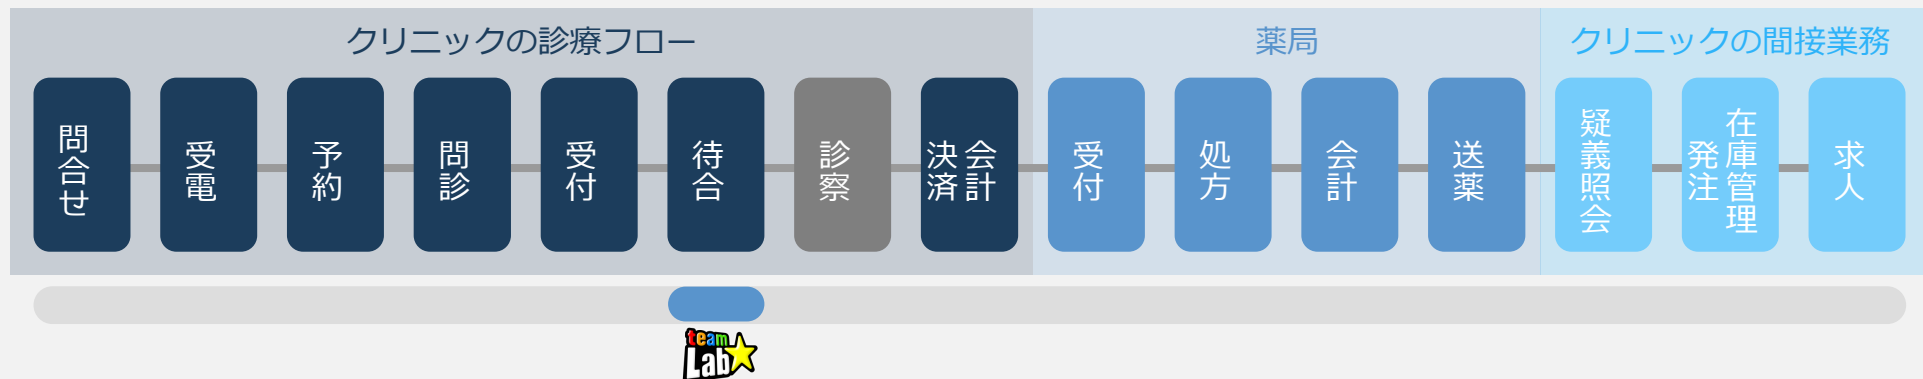 クリニックの診療フロー
薬局
クリニックの間接業務
問合せ
受電
予約
問診
受付
待合
診察
会計
決済
受付
処方
会計
送薬
疑義照会
在庫管理
発注
求人
team
Lab